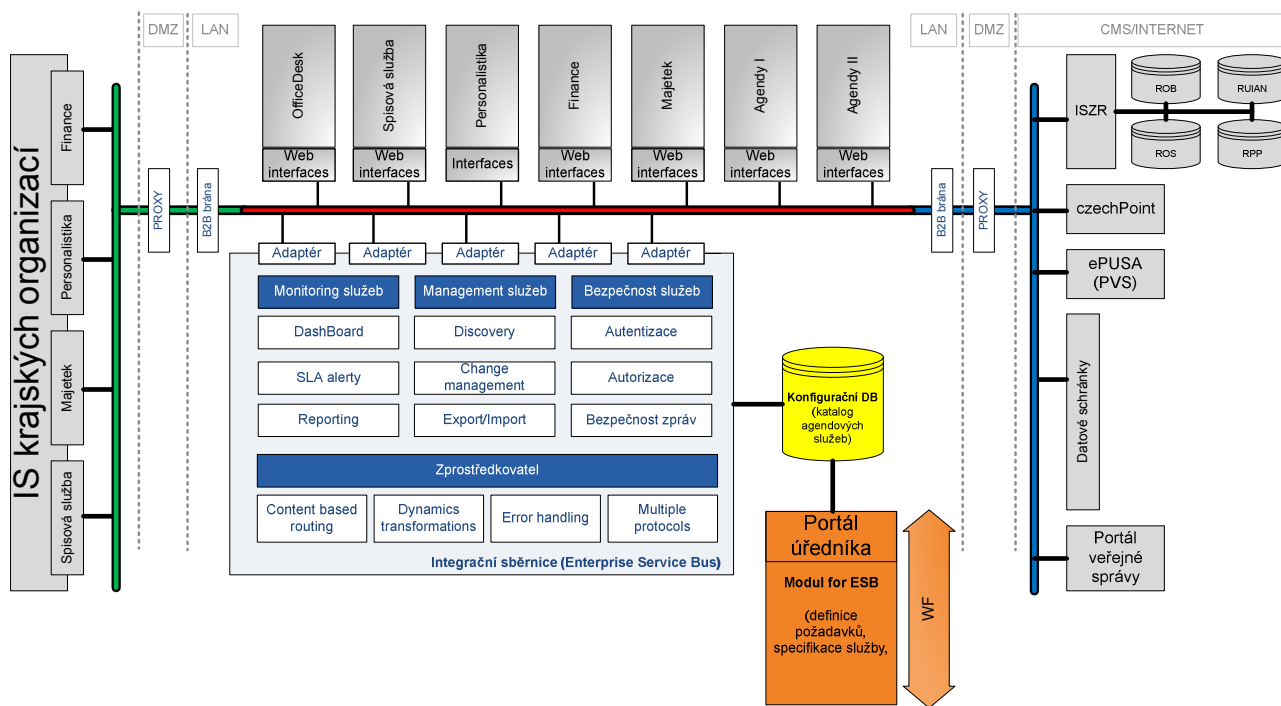 DMZ
LAN
LAN
DMZ
CMS/INTERNET
IS krajských organizací
Finance
Personalistika
Majetek
Spisová služba
PROXY
B2B brána
OfficeDesk
Web
interfaces
Spisová služba
Web
interfaces
Personalistika
Interfaces
Finance
Web
interfaces
Majetek
Web
interfaces
Agendy I
Web
interfaces
Agendy II
Web
interfaces
B2B brána
PROXY
ISZR
ROB
RUIAN
ROS
RPP
czechPoint
ePUSA
(PVS)
Datové schránky
Portál
veřejné
správy
Adaptér
Adaptér
Adaptér
Adaptér
Adaptér
Monitoring služeb
Management služeb
Bezpečnost služeb
DashBoard
Discovery
Autentizace
SLA alerty
Change
management
Autorizace
Reporting
Export/Import
Bezpečnost zpráv
Zprostředkovatel
Content based
routing
Dynamics
transformations
Error handling
Multiple
protocols
Integrační sběrnice (Enterprise Service Bus)
Konfigurační DB
(katalog
agendových
služeb)
Portál
úředníka
Modul for ESB
(definice
požadavků,
specifikace služby,
WF